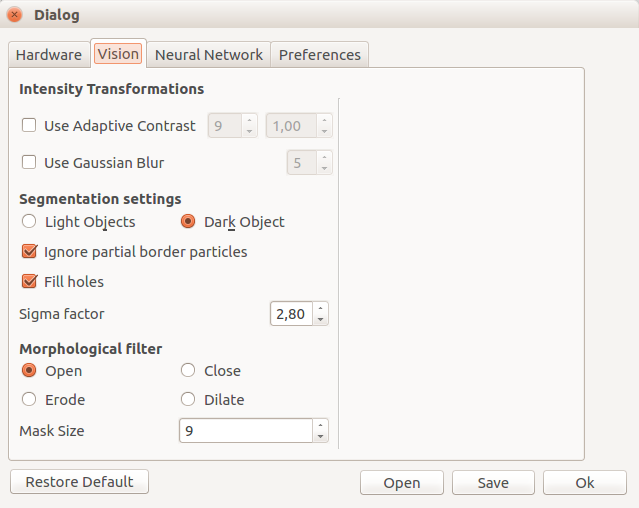 Dialog
Hardware Vision Neural Network Preferences
Intensity Transformations
Use Adaptive Contrast 9 1,00
Use Gaussian Blur 5
Segmentation settings
Light Objects Dark Object
Ignore partial border particles
Fill holes
Sigma factor 2,80
Morphological filter
Open Close
Erode Dilate
Mask Size 9
Restore Default Open Save Ok